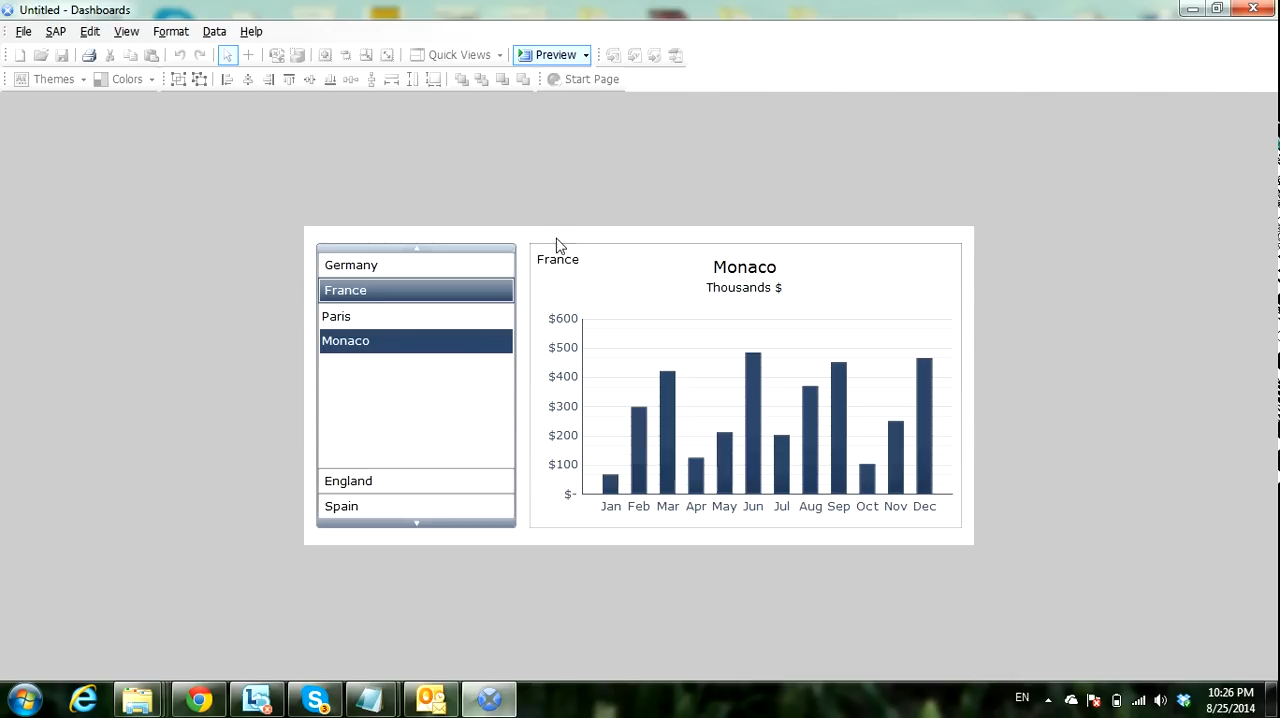 Untitled - Dashboards
File SAP Edit View Format Data Help
Quick Views Preview
Themes Colors Start Page
Germany
France
Paris
Monaco
England
Spain
France
Monaco
Thousands $
$600
$500
$400
$300
$200
$100
$-
Jan Feb Mar Apr May Jun Jul Aug Sep Oct Nov Dec
EN
10:26 PM
8/25/2014
3